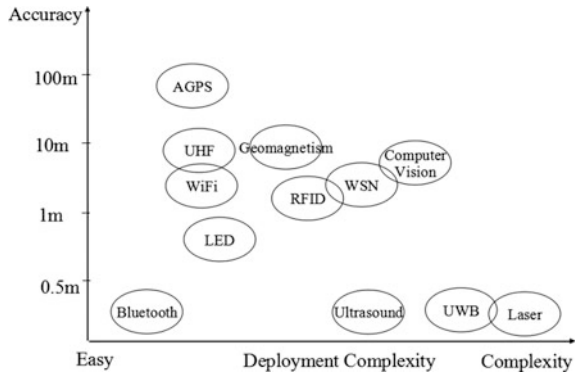 Accuracy
100m
AGPS
10m
UHF
Geomagnetism
Computer
Vision
WiFi
WSN
RFID
1m
LED
0.5m
Bluetooth
Ultrasound
UWB
Laser
Easy
Deployment Complexity
Complexity